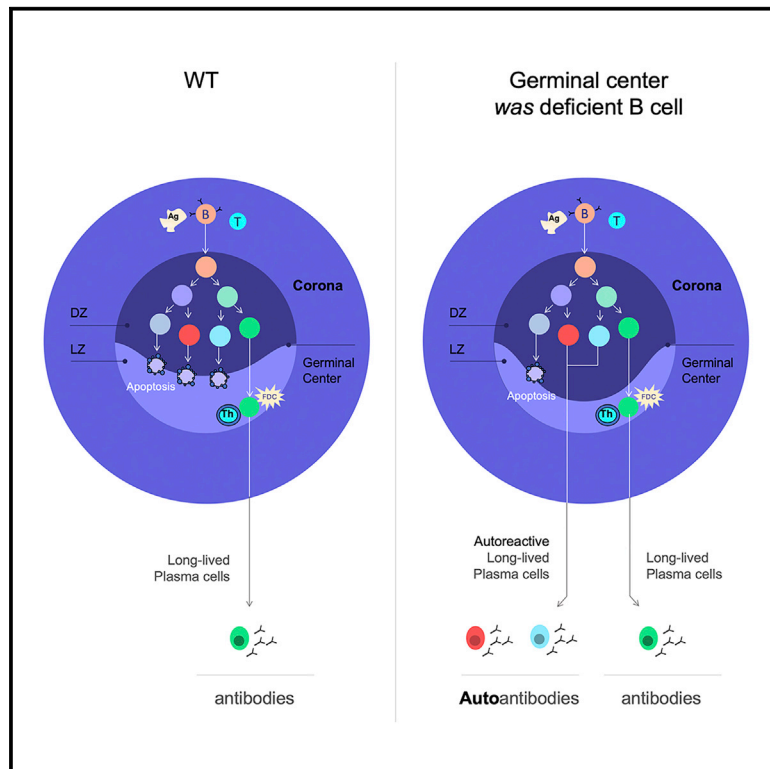 WT
Ag
B
T
Corona
DZ
LZ
Germinal
Center
Apoptosis
FDC
Th
Long-lived
Plasma cells
antibodies
Germinal center
was deficient B cell
Ag
B
T
Corona
DZ
LZ
Germinal
Center
Apoptosis
FDC
Th
Autoreactive
Long-lived
Plasma cells
Long-lived
Plasma cells
Autoantibodies
antibodies